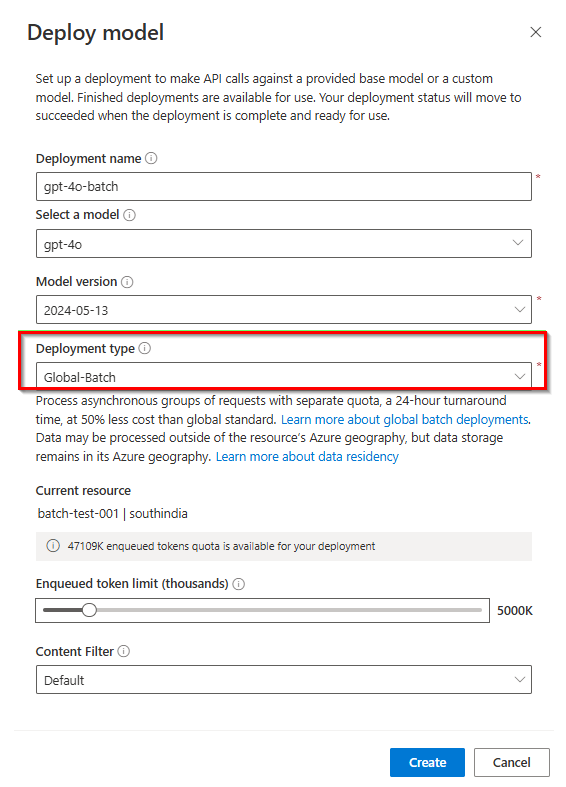 Deploy model
Set up a deployment to make API calls against a provided base model or a custom
model. Finished deployments are available for use. Your deployment status will move to
succeeded when the deployment is complete and ready for use.
Deployment name
gpt-4o-batch
*
Select a model
gpt-4o
Model version
2024-05-13
*
Deployment type
Global-Batch
*
Process asynchronous groups of requests with separate quota, a 24-hour turnaround
time, at 50% less cost than global standard. Learn more about global batch deployments.
Data may be processed outside of the resource's Azure geography, but data storage
remains in its Azure geography. Learn more about data residency
Current resource
batch-test-001 | southindia
47109K enqueued tokens quota is available for your deployment
Enqueued token limit (thousands)
5000K
Content Filter
Default
Create Cancel